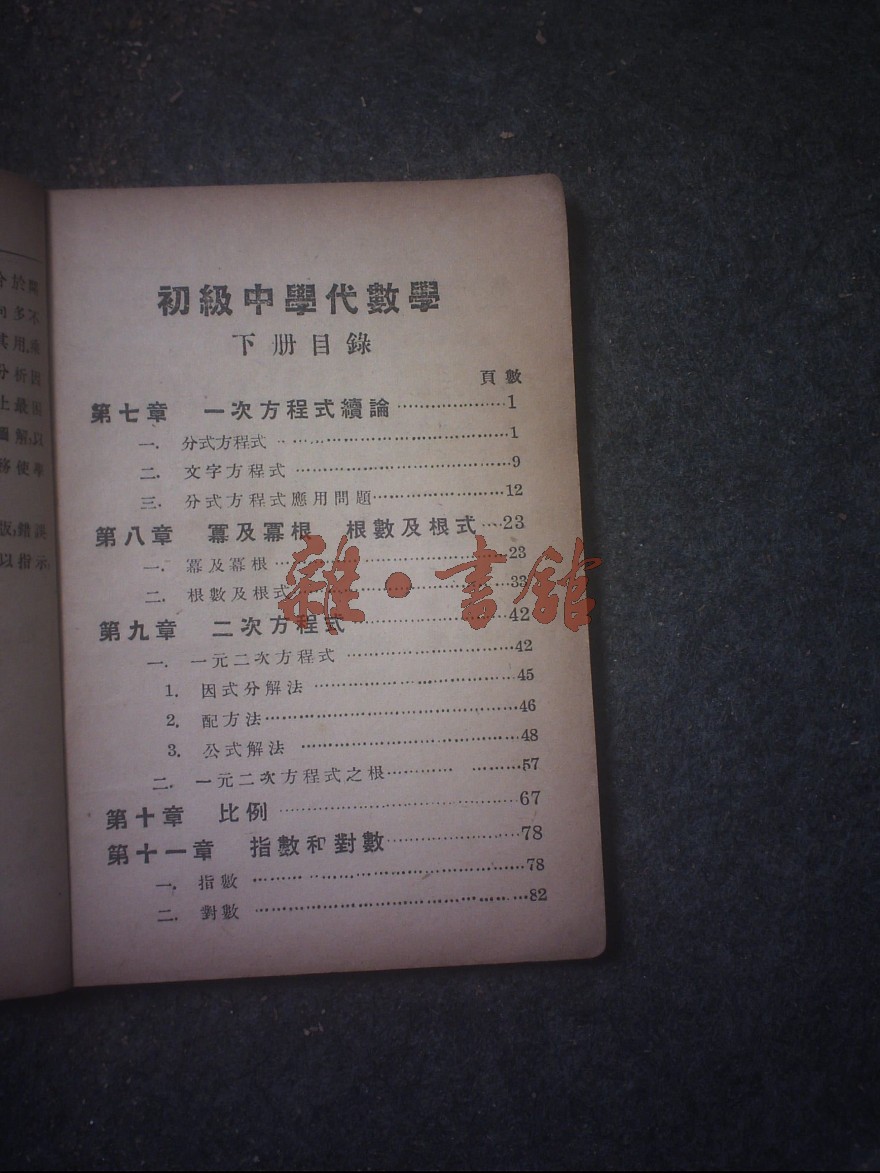 初級中學代數學
下册目錄
頁數
第七章 一次方程式續論…………………1
一. 分式方程式……………………………1
二. 文字方程式……………………………9
三. 分式方程式應用問題…………………12
第八章 冪及冪根 根數及根式…23
一. 冪及冪根………………………………23
二. 根數及根式……………………………33
第九章 二次方程式………………………42
一. 一元二次方程式………………………42
1. 因式分解法……………………………45
2. 配方法…………………………………46
3. 公式解法………………………………48
二. 一元二次方程式之根…………………57
第十章 比例………………………………67
第十一章 指數和對數……………………78
一. 指數……………………………………78
二. 對數……………………………………82
雜·書館